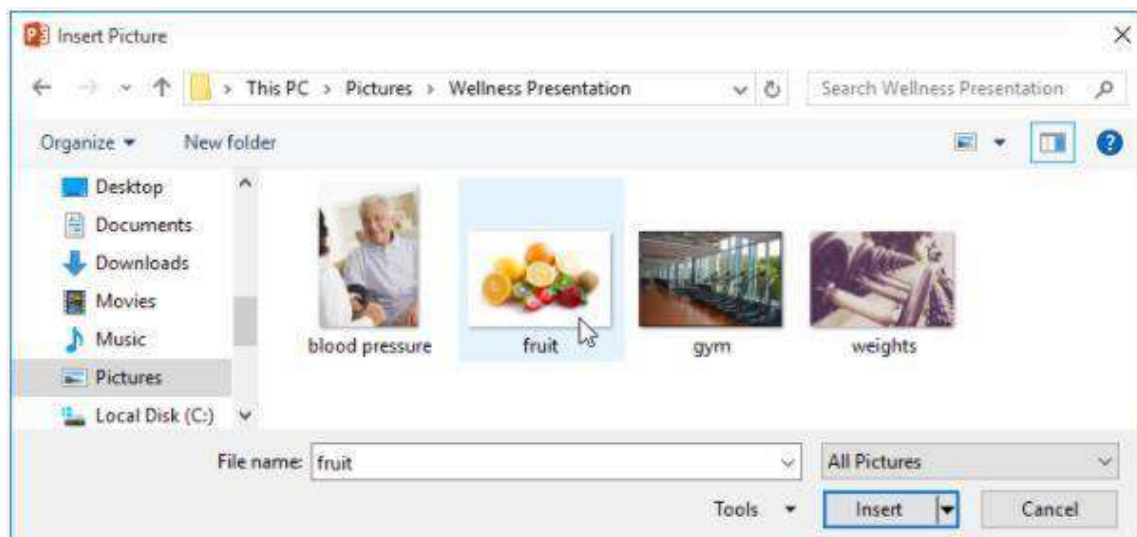 Insert Picture
This PC > Pictures > Wellness Presentation
Search Wellness Presentation
Organize
New folder
Desktop
Documents
Downloads
Movies
Music
Pictures
Local Disk (C:)
blood pressure
fruit
gym
weights
File name: fruit
All Pictures
Tools
Insert
Cancel